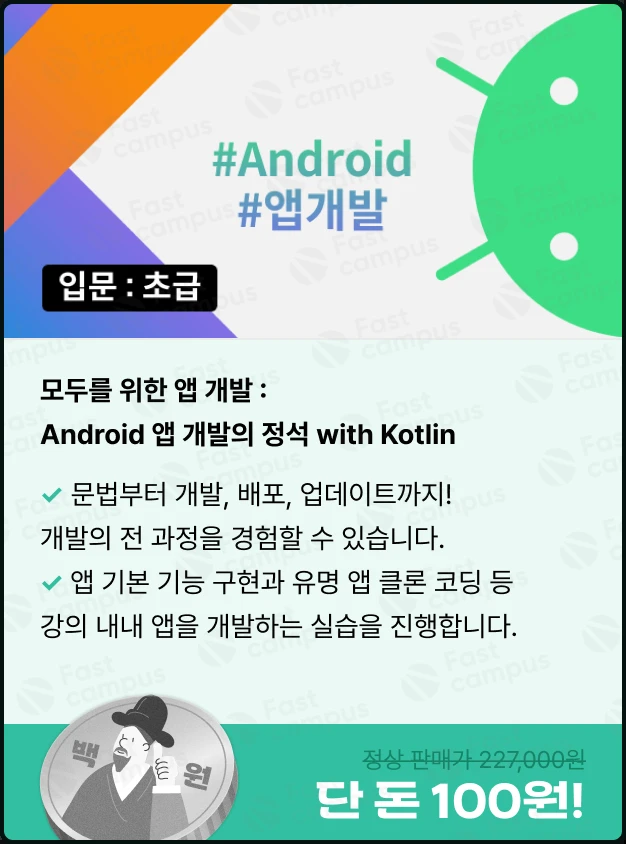 #Android
#앱개발
입문 : 초급
모두를 위한 앱 개발 :
Android 앱 개발의 정석 with Kotlin
✓ 문법부터 개발, 배포, 업데이트까지!
개발의 전 과정을 경험할 수 있습니다.
✓ 앱 기본 기능 구현과 유명 앱 클론 코딩 등
강의 내내 앱을 개발하는 실습을 진행합니다.
백 원
정상 판매가 227,000원
단 돈 100원!
Fast
campus